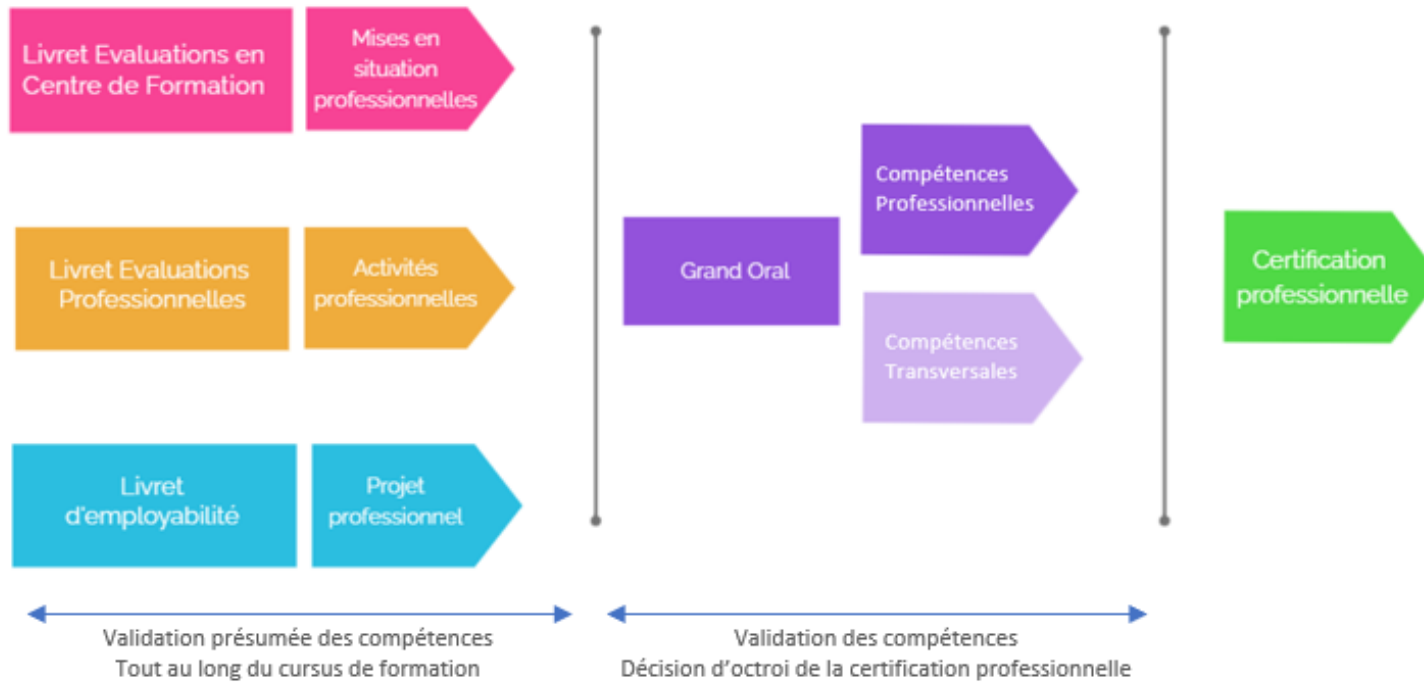 Livret Evaluations en
Centre de Formation
Mises en
situation
professionnelles
Livret Evaluations
Professionnelles
Activités
professionnelles
Livret
d'employabilité
Projet
professionnel
Grand Oral
Compétences
Professionnelles
Compétences
Transversales
Certification
professionnelle
Validation présumée des compétences
Tout au long du cursus de formation
Validation des compétences
Décision d'octroi de la certification professionnelle